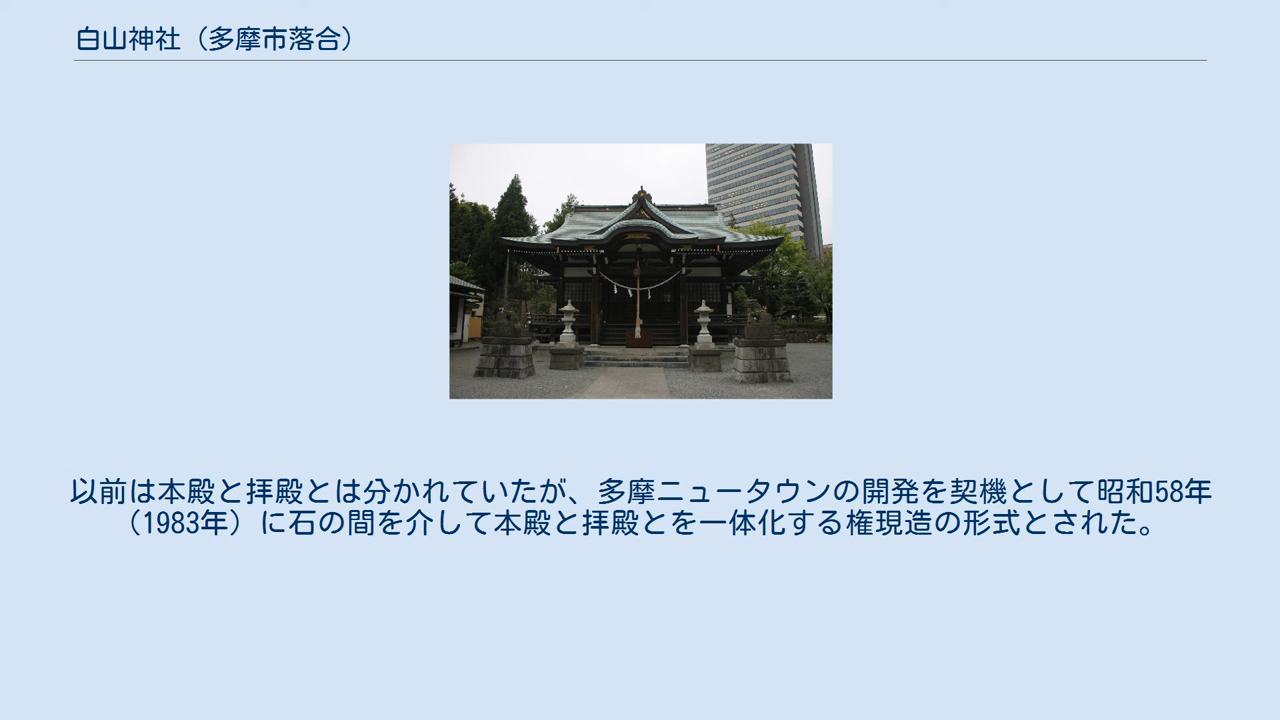 白山神社（多摩市落合）
以前は本殿と拝殿とは分かれていたが、多摩ニュータウンの開発を契機として昭和58年
（1983年）に石の間を介して本殿と拝殿とを一体化する権現造の形式とされた。